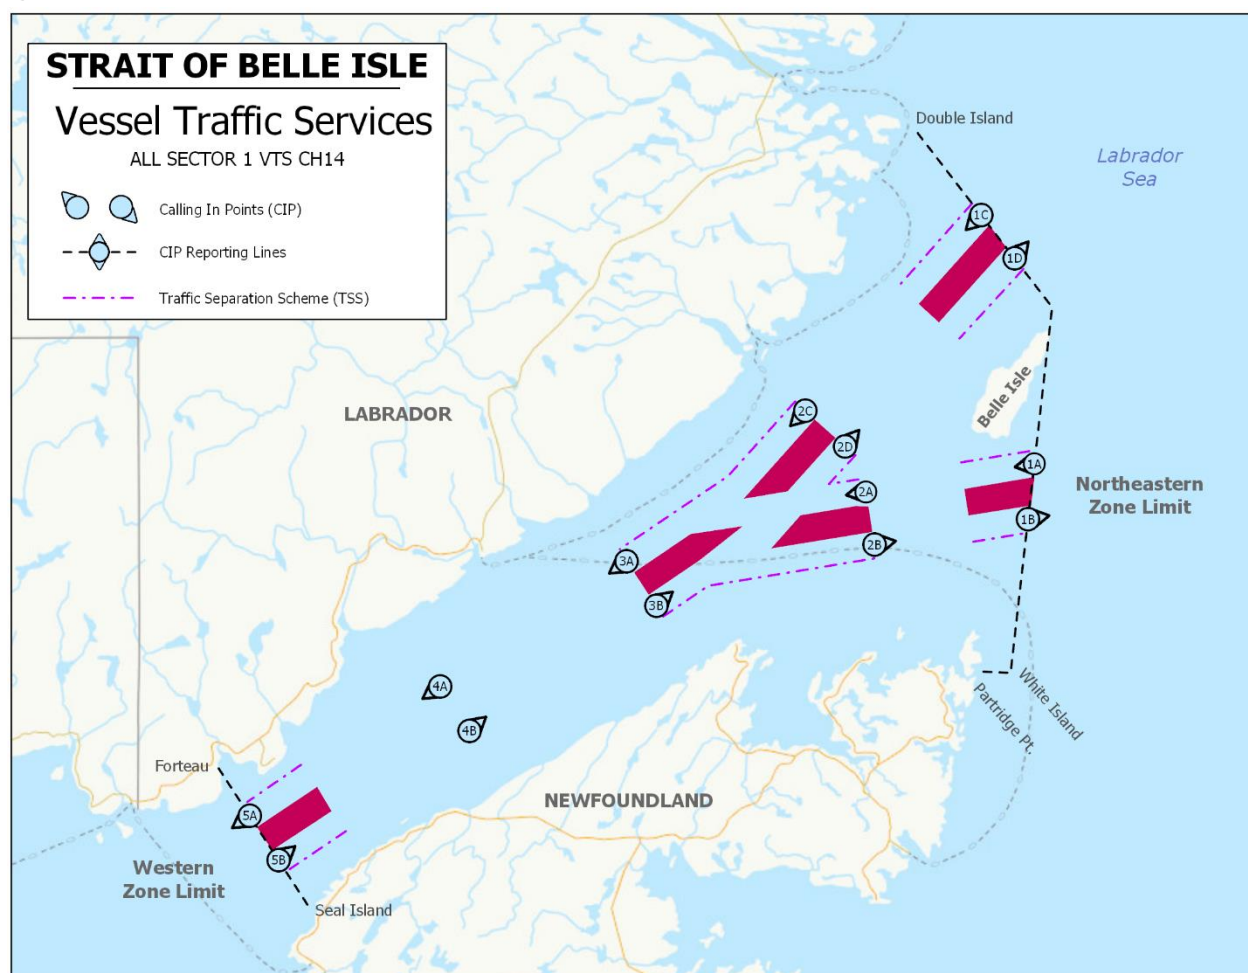 STRAIT OF BELLE ISLE
Vessel Traffic Services
ALL SECTOR 1 VTS CH14
Calling In Points (CIP)
CIP Reporting Lines
Traffic Separation Scheme (TSS)
Double Island
Labrador
Sea
1C
1D
Belle Isle
LABRADOR
2C
2D
1A
2A
Northeastern
Zone Limit
1B
2B
3A
3B
White Island
Partridge Pt.
4A
4B
Forteau
NEWFOUNDLAND
5A
5B
Western
Zone Limit
Seal Island